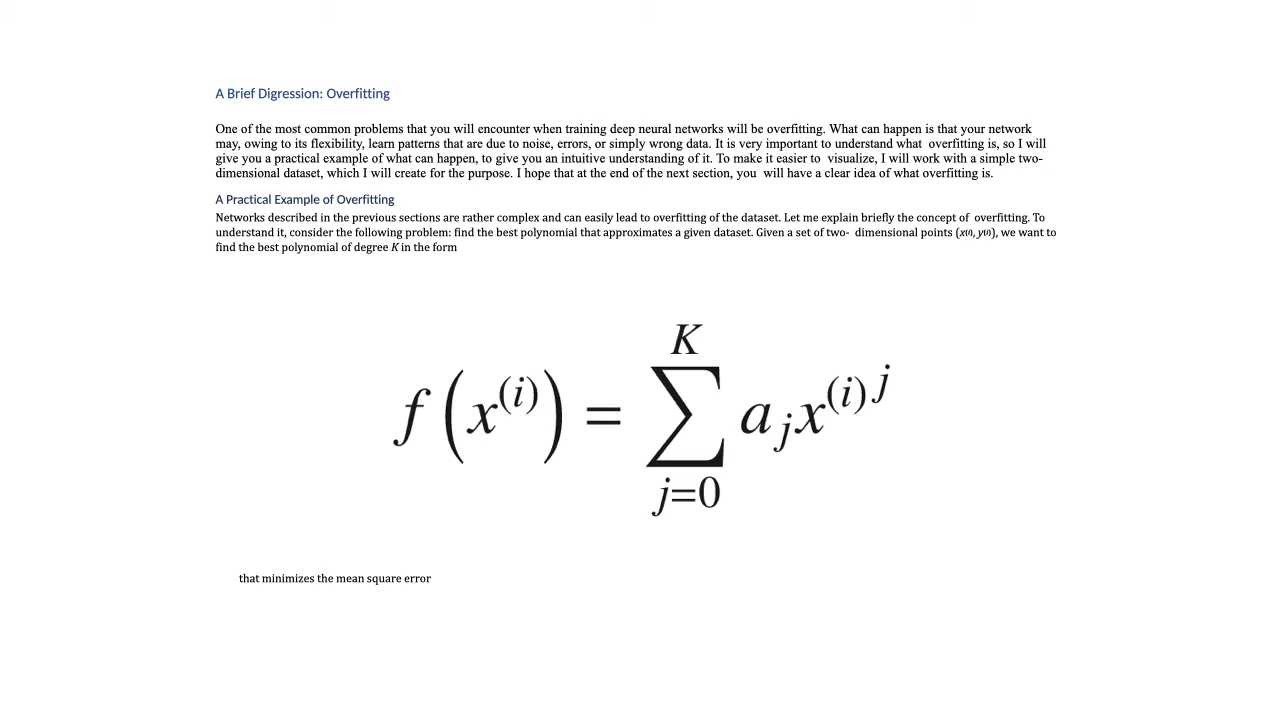 A Brief Digression: Overfitting
One of the most common problems that you will encounter when training deep neural networks will be overfitting. What can happen is that your network
may, owing to its flexibility, learn patterns that are due to noise, errors, or simply wrong data. It is very important to understand what overfitting is, so I will
give you a practical example of what can happen, to give you an intuitive understanding of it. To make it easier to visualize, I will work with a simple two-
dimensional dataset, which I will create for the purpose. I hope that at the end of the next section, you will have a clear idea of what overfitting is.
A Practical Example of Overfitting
Networks described in the previous sections are rather complex and can easily lead to overfitting of the dataset. Let me explain briefly the concept of overfitting. To
understand it, consider the following problem: find the best polynomial that approximates a given dataset. Given a set of two- dimensional points (x⁽ⁱ⁾, y⁽ⁱ⁾), we want to
find the best polynomial of degree K in the form
f(x^{(i)}) = \sum_{j=0}^{K} a_j x^{(i)^j}
that minimizes the mean square error